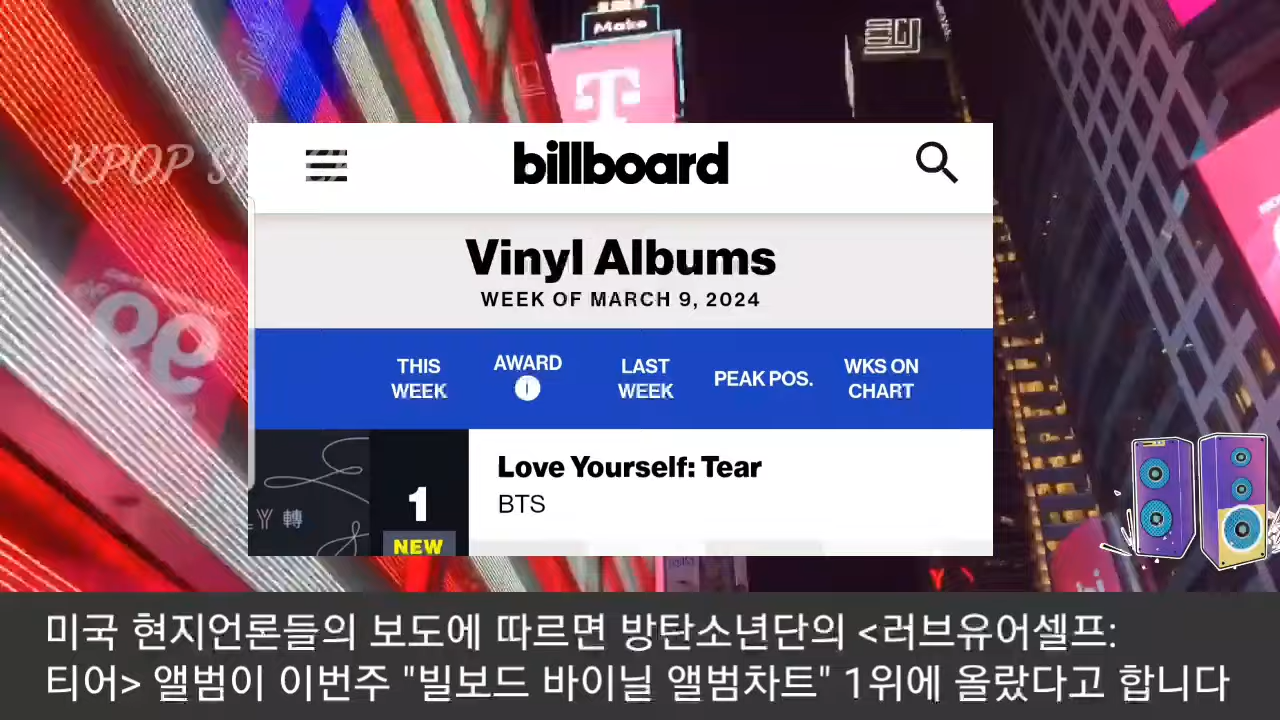 Make
T
KPOP
billboard
Vinyl Albums
WEEK OF MARCH 9, 2024
THIS WEEK
AWARD
LAST WEEK
PEAK POS.
WKS ON CHART
LY 轉
1
NEW
Love Yourself: Tear
BTS
미국 현지언론들의 보도에 따르면 방탄소년단의 <러브유어셀프:
티어> 앨범이 이번주 "빌보드 바이닐 앨범차트" 1위에 올랐다고 합니다